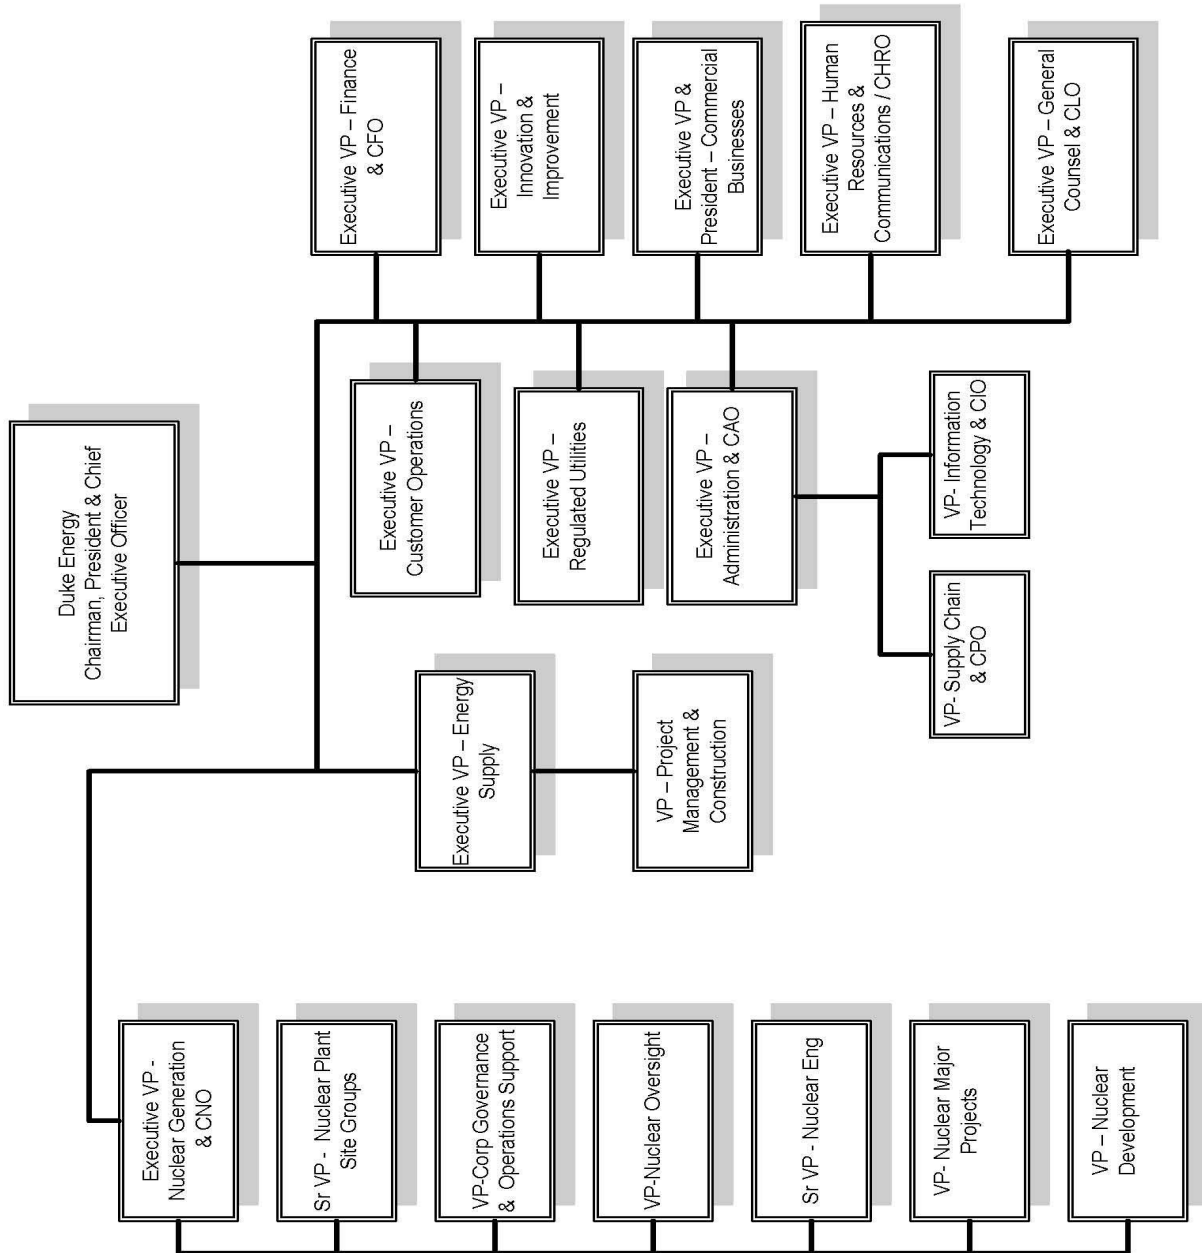 Duke Energy
Chairman, President & Chief
Executive Officer
Executive VP -
Nuclear Generation
& CNO
Sr VP - Nuclear Plant
Site Groups
VP-Corp Governance
& Operations Support
VP-Nuclear Oversight
Sr VP - Nuclear Eng
VP- Nuclear Major
Projects
VP – Nuclear
Development
Executive VP – Energy
Supply
VP – Project
Management &
Construction
Executive VP –
Customer Operations
Executive VP –
Regulated Utilities
Executive VP –
Administration & CAO
VP- Supply Chain
& CPO
VP- Information
Technology & CIO
Executive VP – Finance
& CFO
Executive VP –
Innovation &
Improvement
Executive VP &
President – Commercial
Businesses
Executive VP – Human
Resources &
Communications / CHRO
Executive VP – General
Counsel & CLO